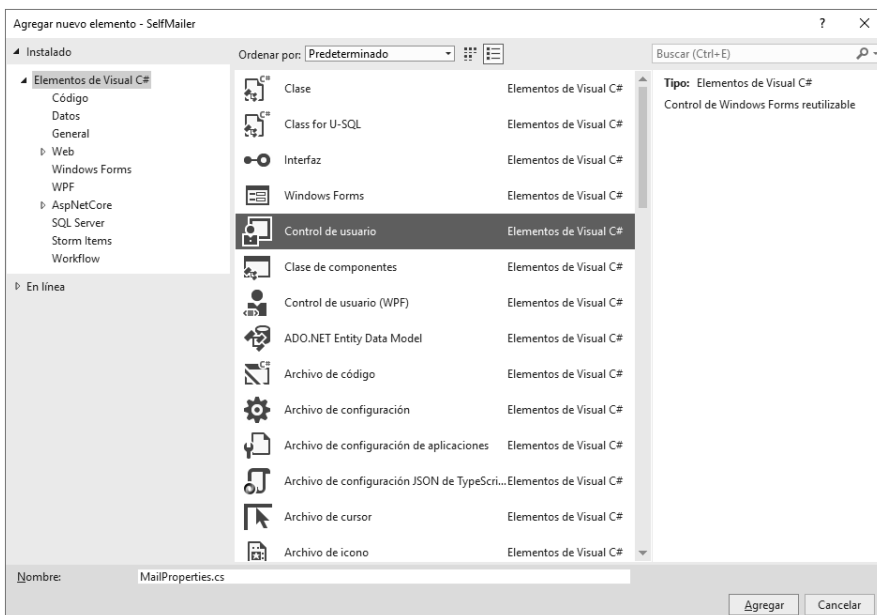 Agregar nuevo elemento - SelfMailer
Instalado
Ordenar por: Predeterminado
Buscar (Ctrl+E)
Elementos de Visual C#
Código
Datos
General
Web
Windows Forms
WPF
AspNetCore
SQL Server
Storm Items
Workflow
En línea
Clase Elementos de Visual C#
Class for U-SQL Elementos de Visual C#
Interfaz Elementos de Visual C#
Windows Forms Elementos de Visual C#
Control de usuario Elementos de Visual C#
Clase de componentes Elementos de Visual C#
Control de usuario (WPF) Elementos de Visual C#
ADO.NET Entity Data Model Elementos de Visual C#
Archivo de código Elementos de Visual C#
Archivo de configuración Elementos de Visual C#
Archivo de configuración de aplicaciones Elementos de Visual C#
Archivo de configuración JSON de TypeScri... Elementos de Visual C#
Archivo de cursor Elementos de Visual C#
Archivo de icono Elementos de Visual C#
Tipo: Elementos de Visual C#
Control de Windows Forms reutilizable
Nombre: MailProperties.cs
Agregar Cancelar